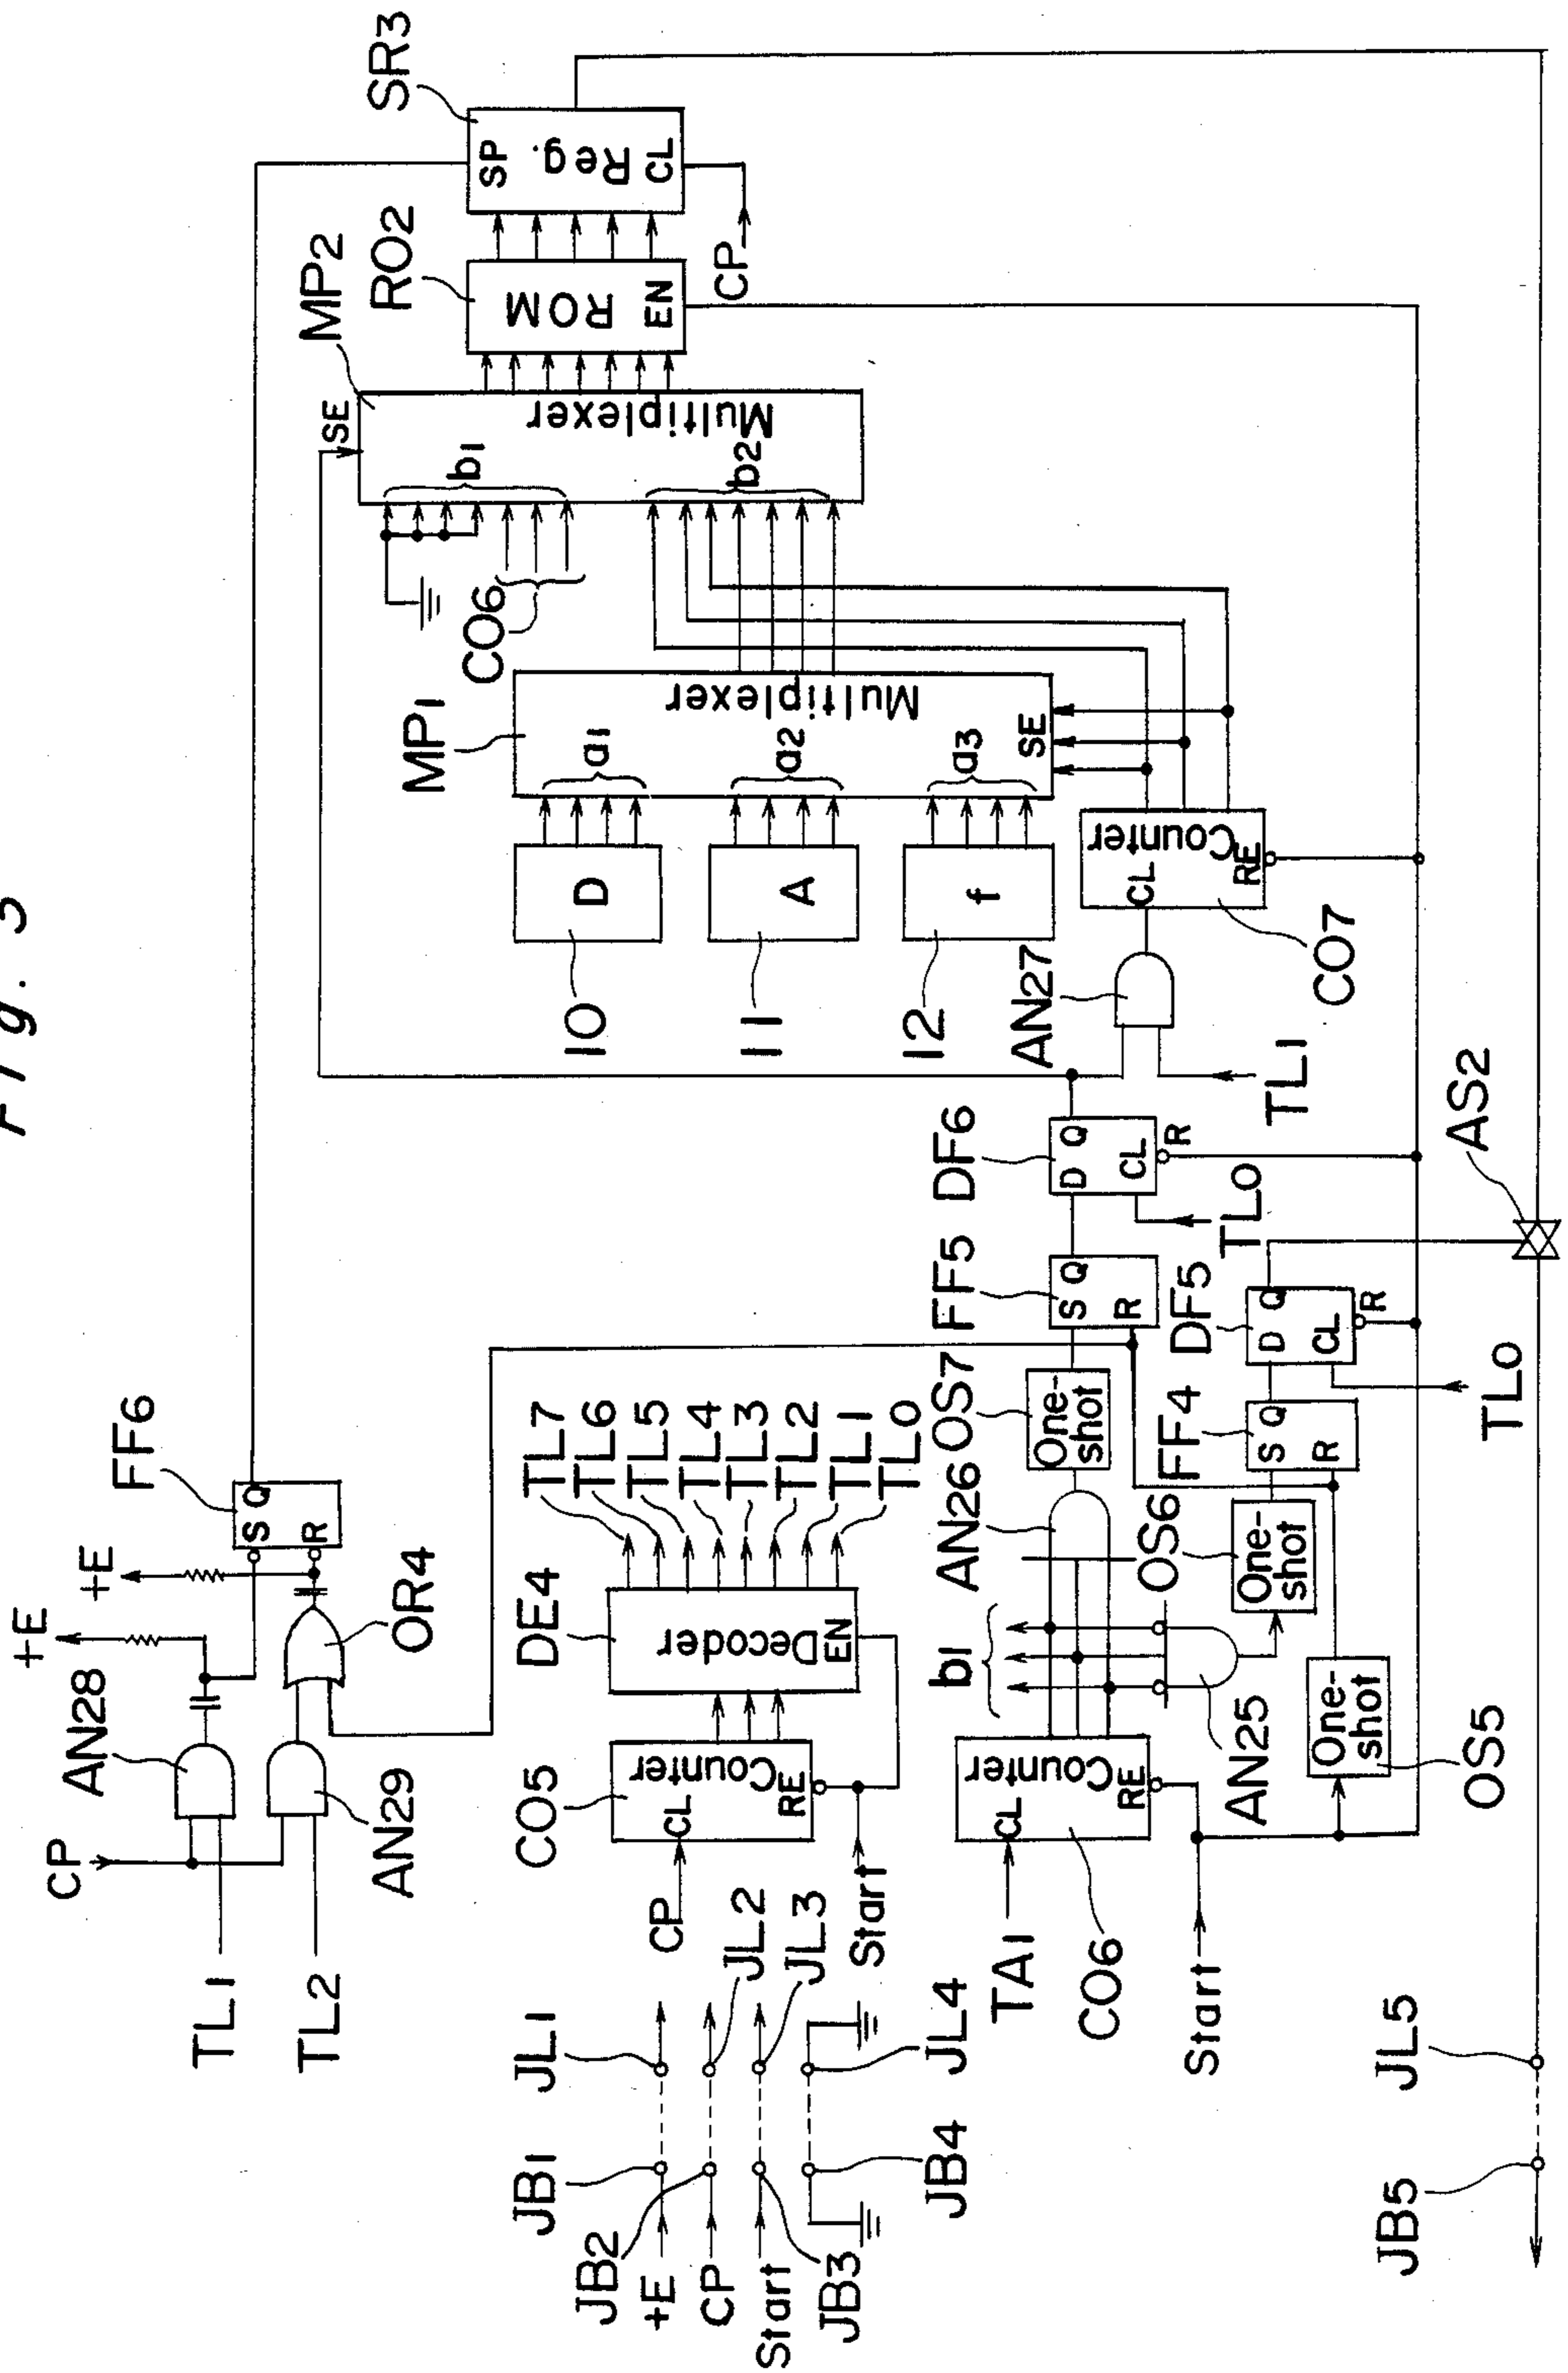 Fig. 5
SR3
SP
Reg.
CL
RO2
ROM
EN
CP
MP2
SE
Multiplexer
b1
b2
CO6
MP1
Multiplexer
a1
a2
a3
SE
D
A
f
10
11
12
Counter
CL
RE
CO7
AN27
TL1
DF6
D
Q
CL
R
TL0
FF5
S
Q
R
AS2
DF5
D
Q
CL
R
TL0
FF4
S
Q
R
OS7
One-
shot
OS6
One-
shot
AN26
AN25
OS5
One-
shot
b1
FF6
S
Q
R
+E
+E
OR4
AN28
AN29
CP
TL1
TL2
TL7
TL6
TL5
TL4
TL3
TL2
TL1
TL0
DE4
Decoder
EN
CO5
Counter
CL
RE
CP
Start
Counter
CL
RE
TA1
CO6
Start
JL1
JL2
JL3
JL4
JB1
JB2
JB3
JB4
+E
CP
Start
JL5
JB5